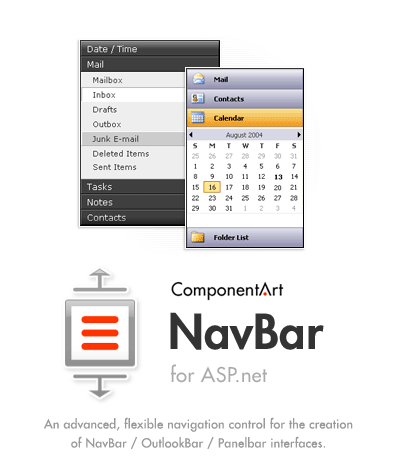 Date / Time
Mail
Mailbox
Inbox
Drafts
Outbox
Junk E-mail
Deleted Items
Sent Items
Tasks
Notes
Contacts
Mail
Contacts
Calendar
August 2004
S M T W T F S
25 26 27 28 29 30 31
1 2 3 4 5 6 7
8 9 10 11 12 13 14
15 16 17 18 19 20 21
22 23 24 25 26 27 28
29 30 31 1 2 3 4
Folder List
ComponentArt
NavBar
for ASP.net
An advanced, flexible navigation control for the creation
of NavBar / OutlookBar / Panelbar interfaces.